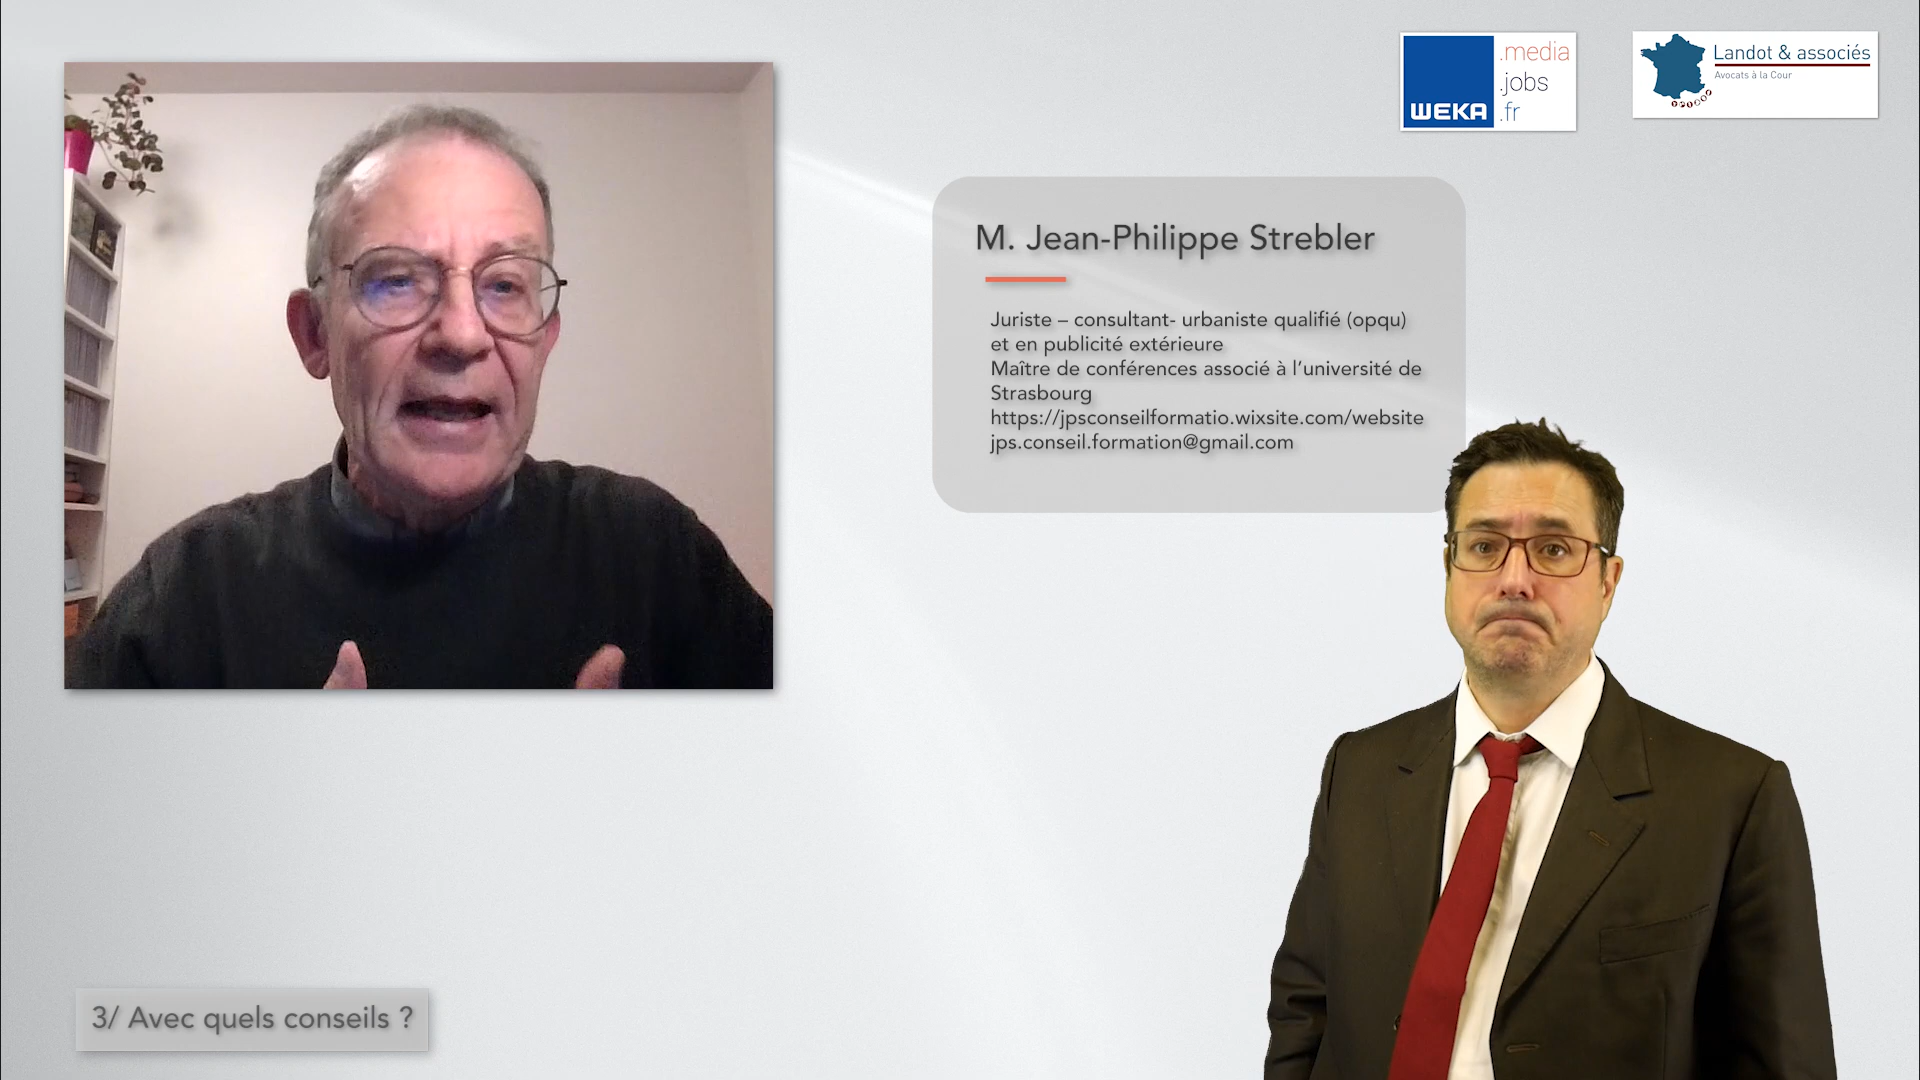 WEKA
.media
.jobs
.fr
Landot & associés
Avocats à la Cour
M. Jean-Philippe Strebler
Juriste – consultant- urbaniste qualifié (opqu)
et en publicité extérieure
Maître de conférences associé à l’université de
Strasbourg
https://jpsconseilformatio.wixsite.com/website
jps.conseil.formation@gmail.com
3/ Avec quels conseils ?